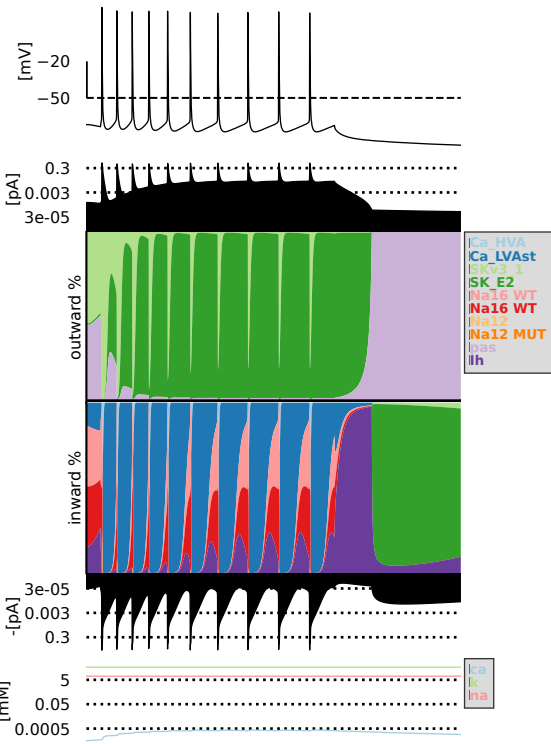 [mV]
−20
−50
[pA]
0.3
0.003
3e-05
outward %
Ca_HVA
Ca_LVAst
SKv3_1
SK_E2
Na16 WT
Na16 WT
Na12
Na12 MUT
pas
Ih
inward %
-[pA]
3e-05
0.003
0.3
[mM]
5
0.05
0.0005
ca
k
na